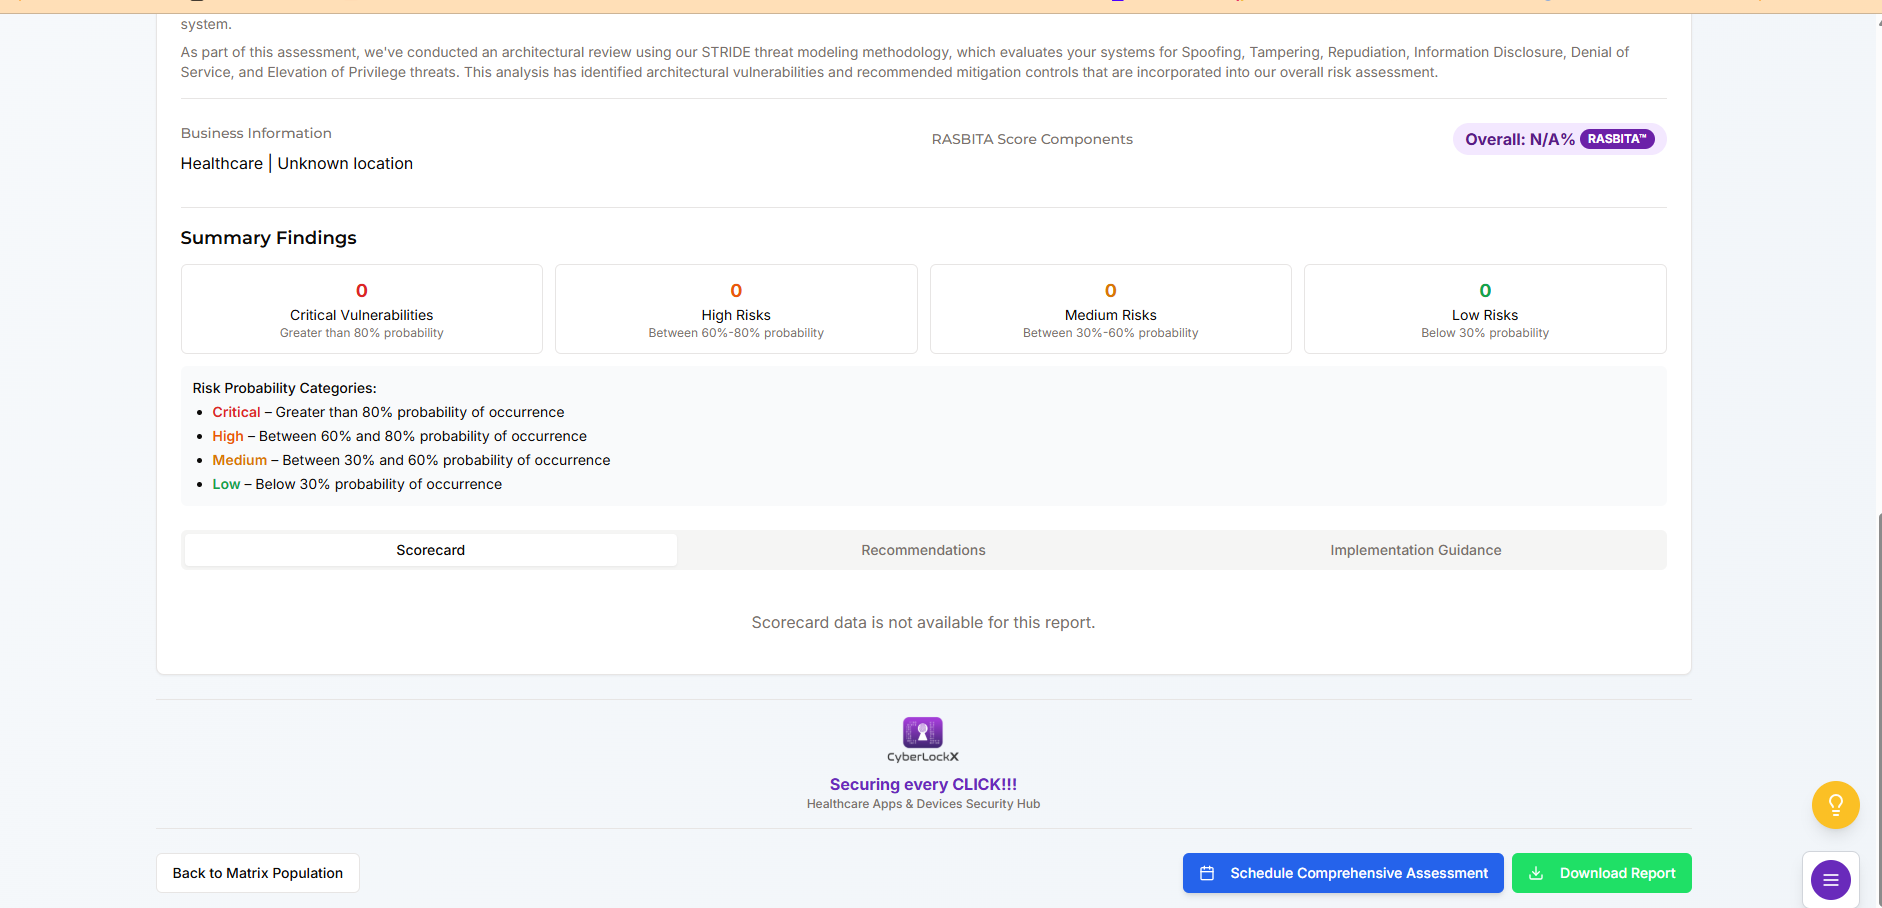 system.
As part of this assessment, we've conducted an architectural review using our STRIDE threat modeling methodology, which evaluates your systems for Spoofing, Tampering, Repudiation, Information Disclosure, Denial of
Service, and Elevation of Privilege threats. This analysis has identified architectural vulnerabilities and recommended mitigation controls that are incorporated into our overall risk assessment.
Business Information
Healthcare | Unknown location
RASBITA Score Components
Overall: N/A% RASBITA™
Summary Findings
0
Critical Vulnerabilities
Greater than 80% probability
0
High Risks
Between 60%-80% probability
0
Medium Risks
Between 30%-60% probability
0
Low Risks
Below 30% probability
Risk Probability Categories:
• Critical – Greater than 80% probability of occurrence
• High – Between 60% and 80% probability of occurrence
• Medium – Between 30% and 60% probability of occurrence
• Low – Below 30% probability of occurrence
Scorecard
Recommendations
Implementation Guidance
Scorecard data is not available for this report.
CyberLockX
Securing every CLICK!!!
Healthcare Apps & Devices Security Hub
Back to Matrix Population
Schedule Comprehensive Assessment
Download Report